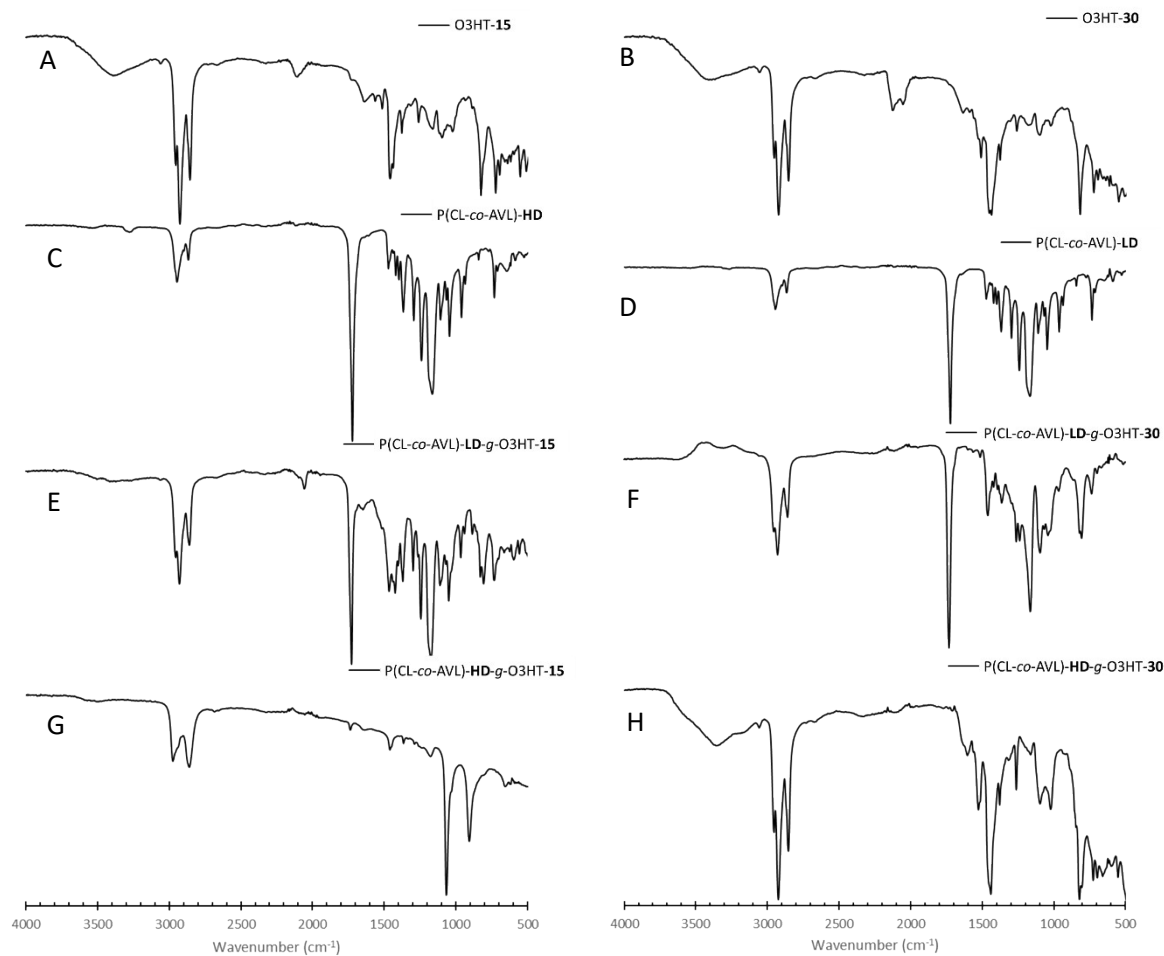 O3HT-15
O3HT-30
A
B
P(CL-co-AVL)-HD
P(CL-co-AVL)-LD
C
D
P(CL-co-AVL)-LD-g-O3HT-15
P(CL-co-AVL)-LD-g-O3HT-30
E
F
P(CL-co-AVL)-HD-g-O3HT-15
P(CL-co-AVL)-HD-g-O3HT-30
G
H
4000 3500 3000 2500 2000 1500 1000 500
4000 3500 3000 2500 2000 1500 1000 500
Wavenumber (cm⁻¹)
Wavenumber (cm⁻¹)